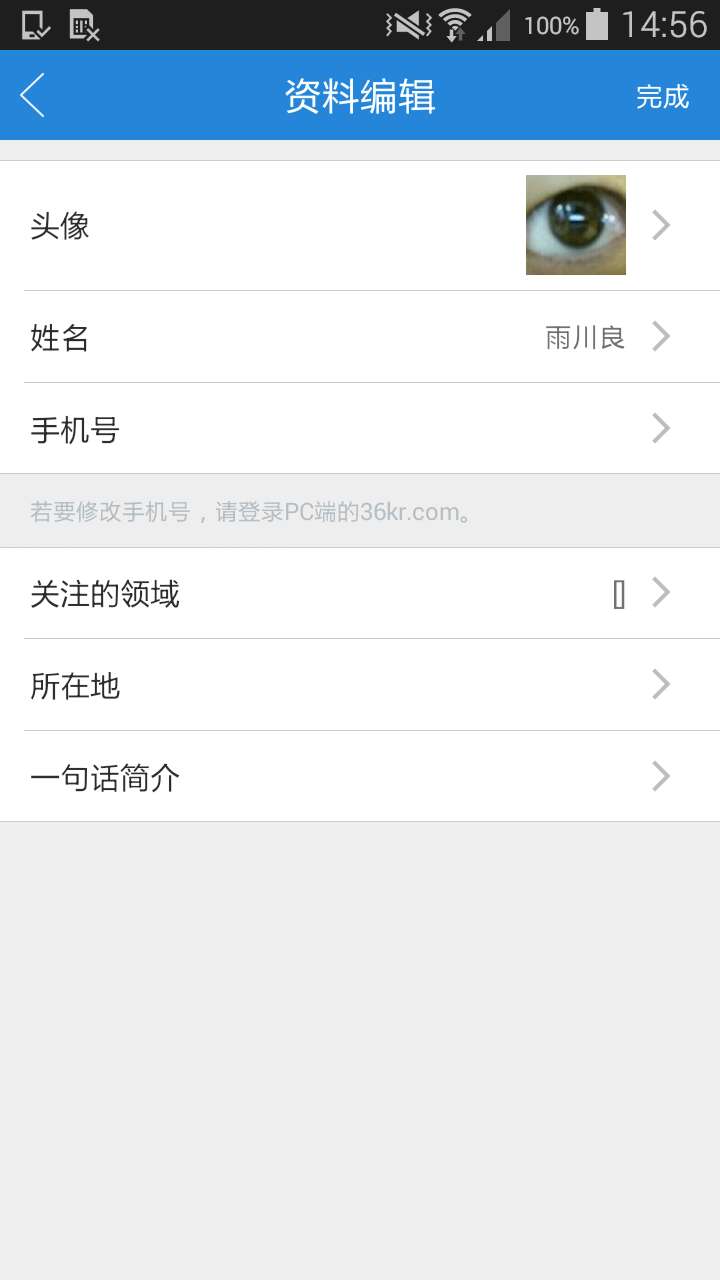 100% 14:56
资料编辑 完成
头像
姓名 雨川良
手机号
若要修改手机号，请登录PC端的36kr.com。
关注的领域 []
所在地
一句话简介